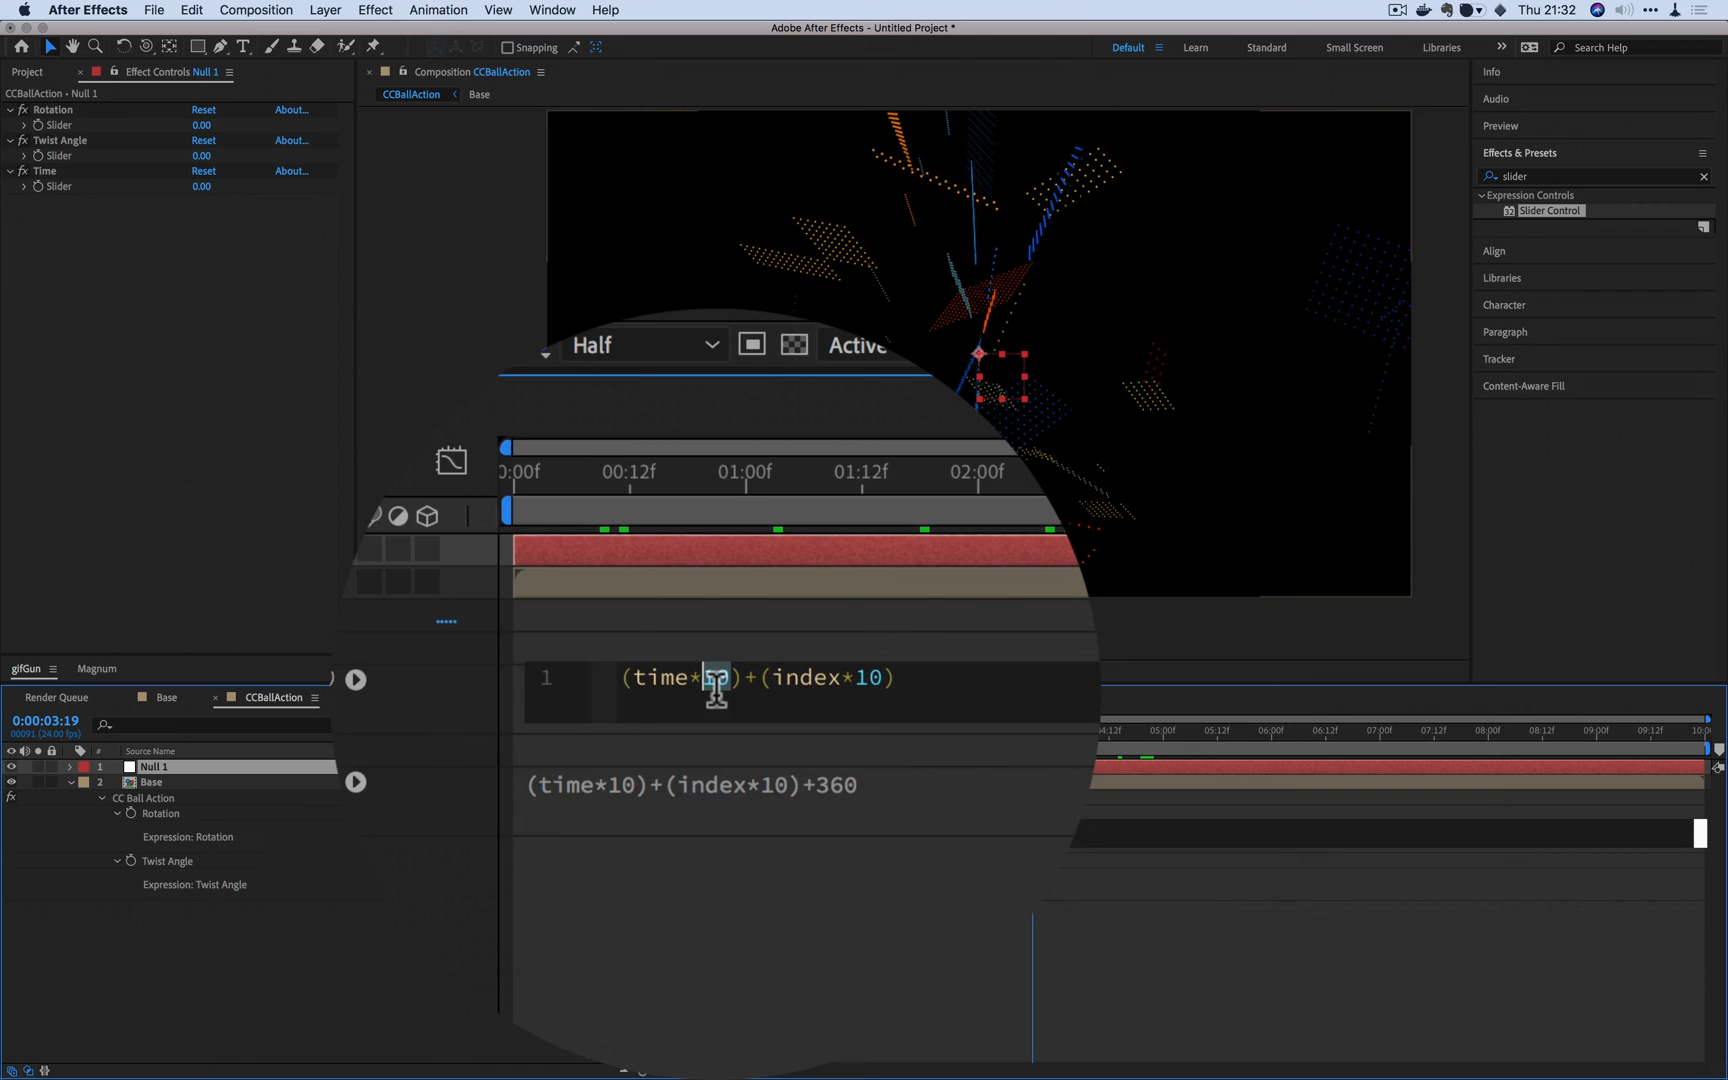 After Effects File Edit Composition Layer Effect Animation View Window Help
Thu 21:32
Adobe After Effects - Untitled Project *
Snapping
Default Learn Standard Small Screen Libraries Search Help
Project Effect Controls Null 1
CCBallAction • Null 1
fx Rotation Reset About...
Slider 0.00
fx Twist Angle Reset About...
Slider 0.00
fx Time Reset About...
Slider 0.00
Composition CCBallAction
CCBallAction Base
Info
Audio
Preview
Effects & Presets
slider
Expression Controls
32 Slider Control
Align
Libraries
Character
Paragraph
Tracker
Content-Aware Fill
Half Active
0:00f 00:12f 01:00f 01:12f 02:00f
1 (time*10)+(index*10)
(time*10)+(index*10)+360
gifGun Magnum
Render Queue Base CCBallAction
0:00:03:19
00091 (24.00 fps)
04:12f 05:00f 05:12f 06:00f 06:12f 07:00f 07:12f 08:00f 08:12f 09:00f 09:12f 10:00
# Source Name
1 Null 1
2 Base
fx CC Ball Action
Rotation
Expression: Rotation
Twist Angle
Expression: Twist Angle